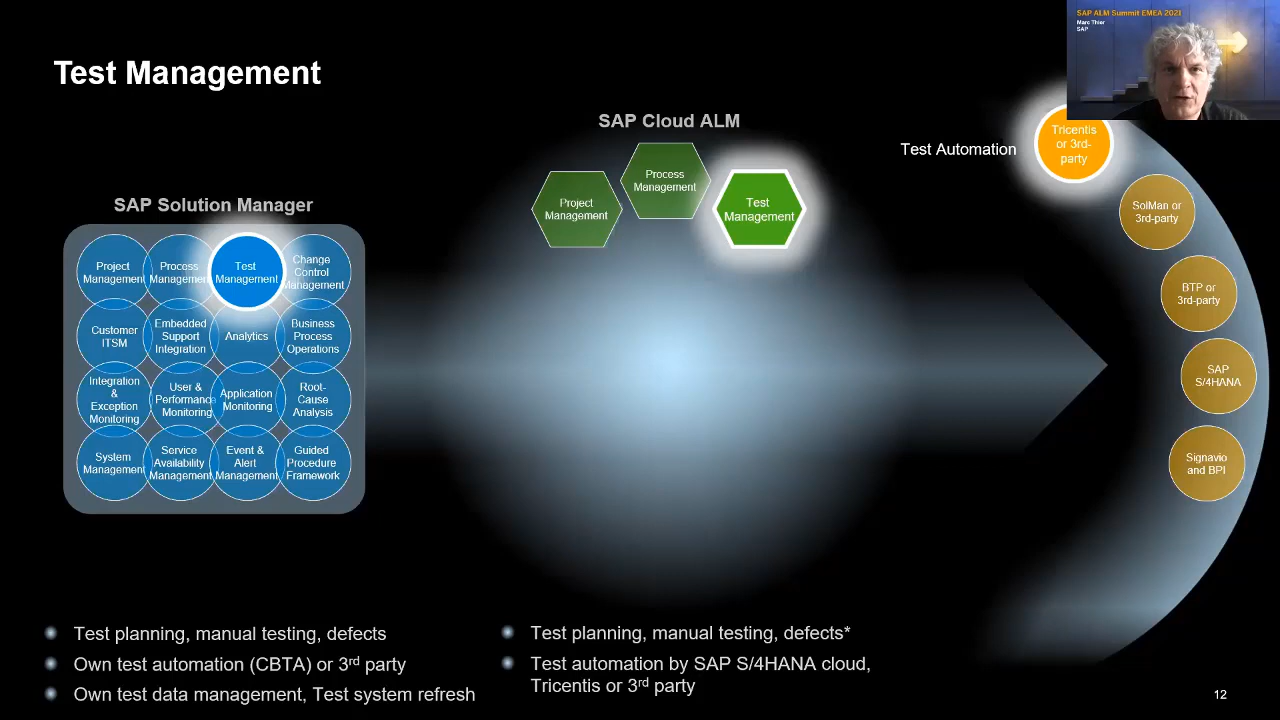 SAP ALM Summit EMEA 2021
Marc Thier
SAP
Test Management
SAP Cloud ALM
Test Automation
Tricentis
or 3rd-
party
Process
Management
Project
Management
Test
Management
SolMan or
3rd-party
BTP or
3rd-party
SAP
S/4HANA
Signavio
and BPI
SAP Solution Manager
Project
Management
Process
Management
Test
Management
Change
Control
Management
Customer
ITSM
Embedded
Support
Integration
Analytics
Business
Process
Operations
Integration
&
Exception
Monitoring
User &
Performance
Monitoring
Application
Monitoring
Root-
Cause
Analysis
System
Management
Service
Availability
Management
Event &
Alert
Management
Guided
Procedure
Framework
Test planning, manual testing, defects
Own test automation (CBTA) or 3rd party
Own test data management, Test system refresh
Test planning, manual testing, defects*
Test automation by SAP S/4HANA cloud,
Tricentis or 3rd party
12